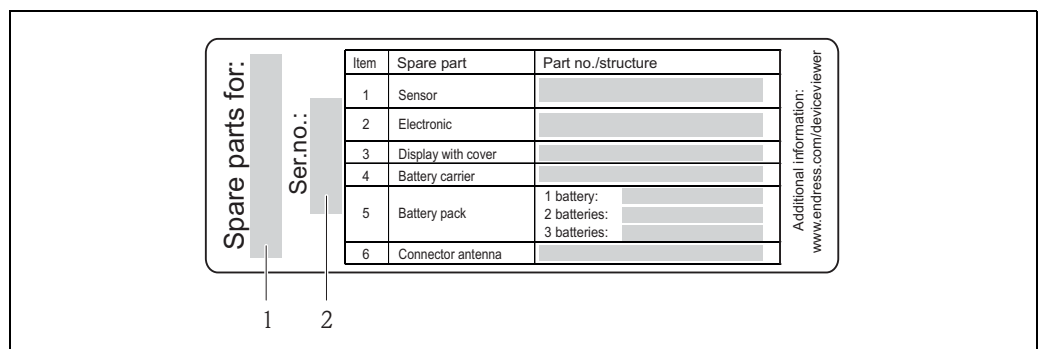 Spare parts for:
Ser.no.:
Item Spare part Part no./structure
1 Sensor
2 Electronic
3 Display with cover
4 Battery carrier
5 Battery pack 1 battery:
2 batteries:
3 batteries:
6 Connector antenna
Additional information:
www.endress.com/deviceviewer
1 2